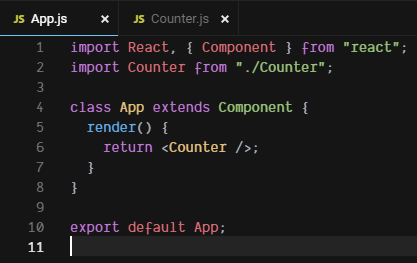 JS App.js × JS Counter.js ×
1 import React, { Component } from "react";
2 import Counter from "./Counter";
3
4 class App extends Component {
5   render() {
6     return <Counter />;
7   }
8 }
9
10 export default App;
11